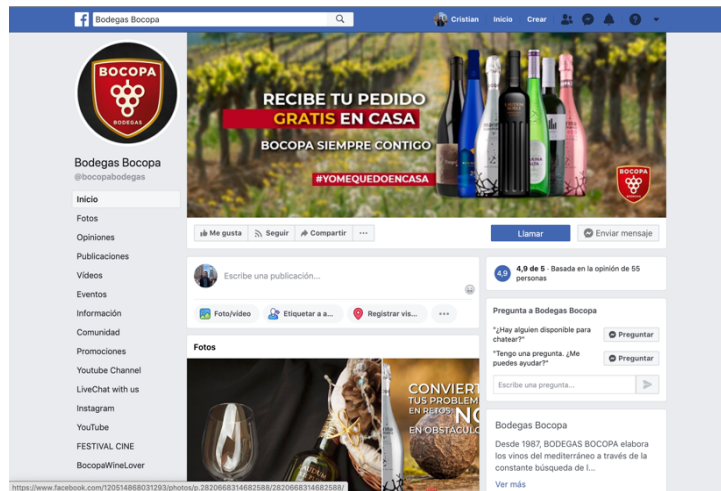 Bodegas Bocopa
Cristian
Inicio
Crear
BOCOPA
BODEGAS
RECIBE TU PEDIDO
GRATIS EN CASA
BOCOPA SIEMPRE CONTIGO
#YOMEQUEDOENCASA
BOCOPA
Bodegas Bocopa
@bocopabodegas
Inicio
Fotos
Opiniones
Publicaciones
Vídeos
Eventos
Información
Comunidad
Promociones
Youtube Channel
LiveChat with us
Instagram
YouTube
FESTIVAL CINE
BocopaWineLover
Me gusta
Seguir
Compartir
Llamar
Enviar mensaje
Escribe una publicación...
Foto/vídeo
Etiquetar a a...
Registrar vis...
Fotos
CONVIERT
TUS PROBLEM
EN RETOS, NO
EN OBSTÁCULO
4,9
4,9 de 5 · Basada en la opinión de 55
personas
Pregunta a Bodegas Bocopa
"¿Hay alguien disponible para
chatear?"
Preguntar
"Tengo una pregunta. ¿Me
puedes ayudar?"
Preguntar
Escribe una pregunta...
Bodegas Bocopa
Desde 1987, BODEGAS BOCOPA elabora
los vinos del mediterráneo a través de la
constante búsqueda de l...
Ver más
https://www.facebook.com/120514868031293/photos/p.2820668314682588/2820668314682588/